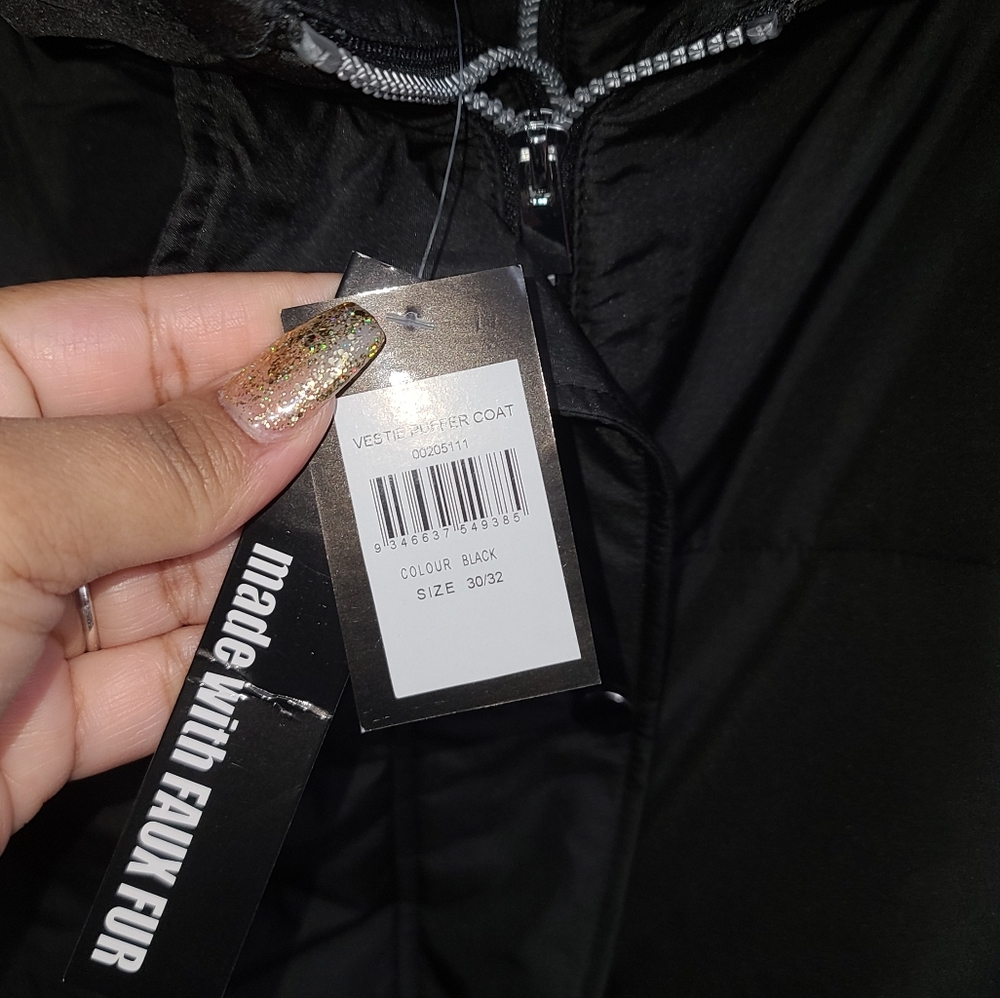 VESTIE PUFFER COAT
00205111
9 346637 549385
COLOUR BLACK
SIZE 30/32
made with FAUX FUR